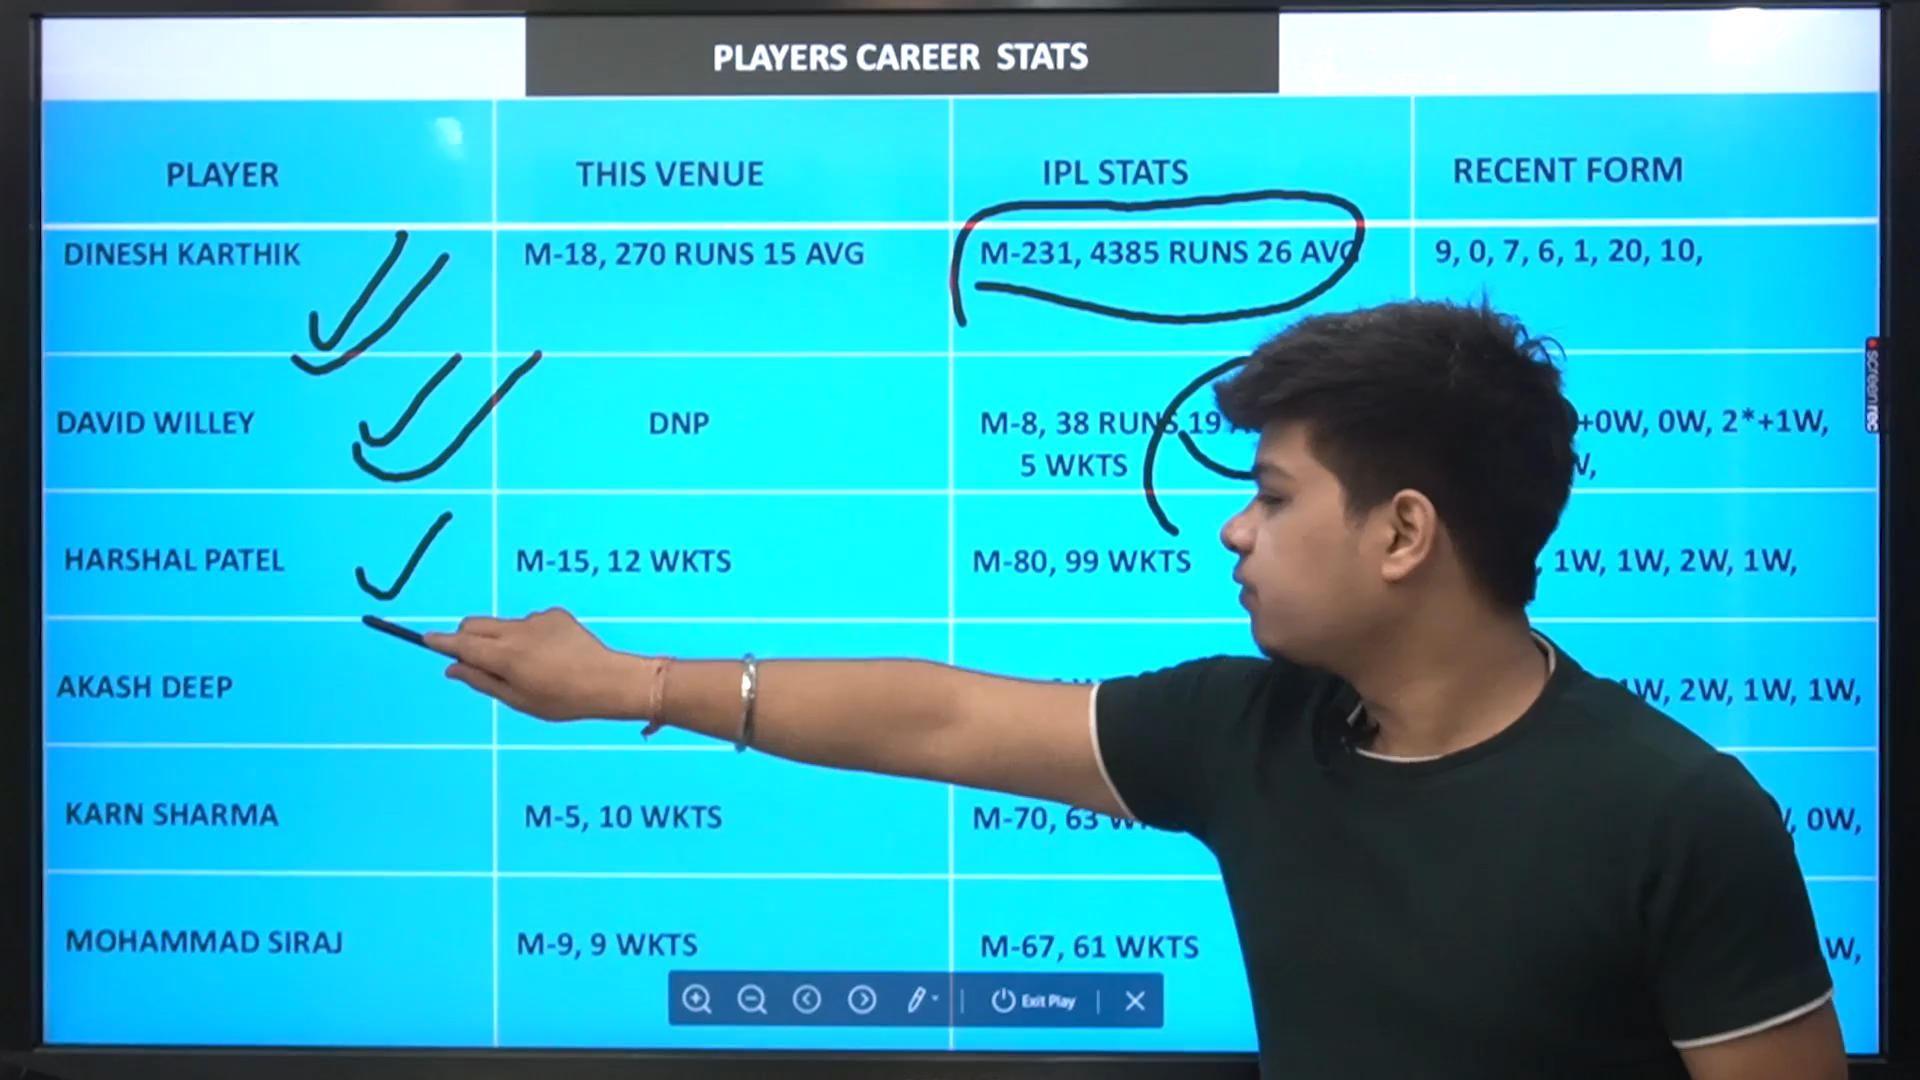 PLAYERS CAREER STATS
PLAYER THIS VENUE IPL STATS RECENT FORM
DINESH KARTHIK M-18, 270 RUNS 15 AVG M-231, 4385 RUNS 26 AVG 9, 0, 7, 6, 1, 20, 10,
DAVID WILLEY DNP M-8, 38 RUNS 19 +0W, 0W, 2*+1W,
5 WKTS
HARSHAL PATEL M-15, 12 WKTS M-80, 99 WKTS 1W, 1W, 2W, 1W,
AKASH DEEP 2W, 1W, 1W,
KARN SHARMA M-5, 10 WKTS M-70, 63 0W,
MOHAMMAD SIRAJ M-9, 9 WKTS M-67, 61 WKTS W,
Exit Play
screen rec